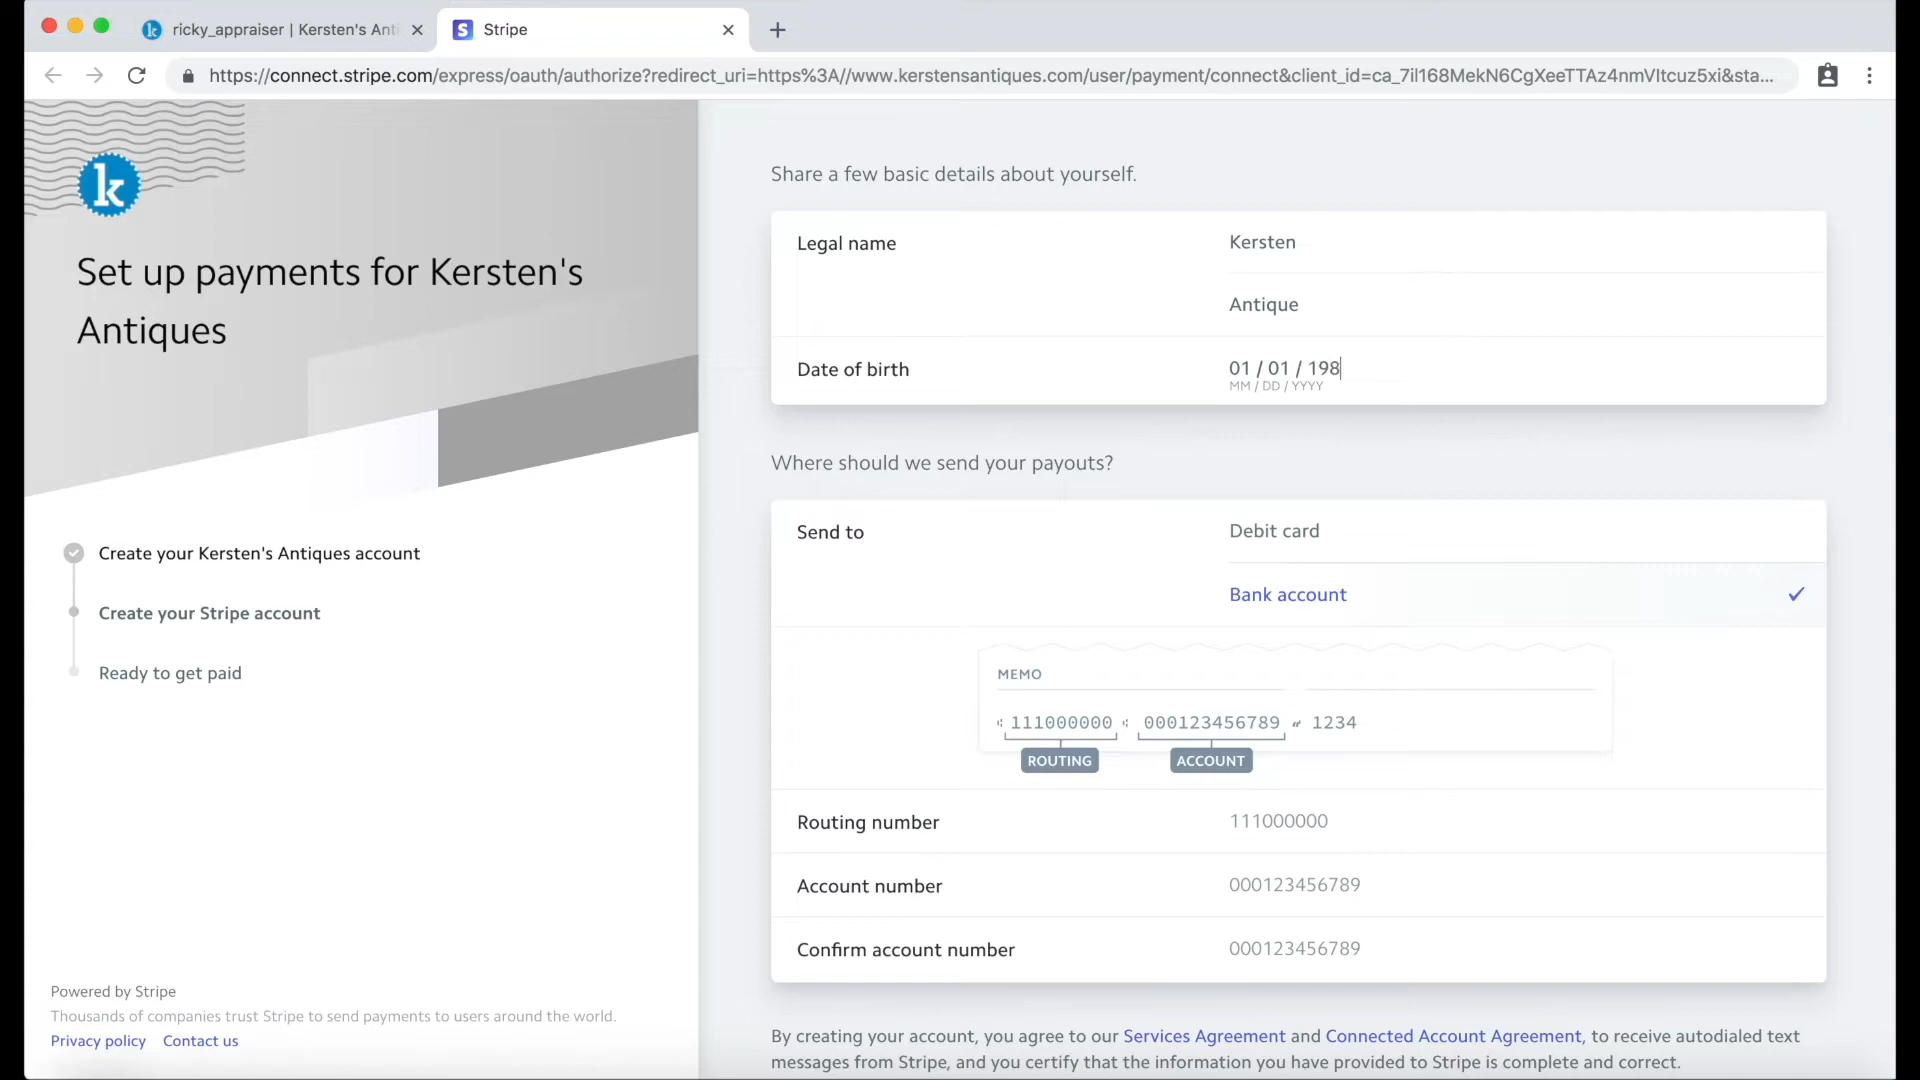 ricky_appraiser | Kersten's Anti
Stripe
https://connect.stripe.com/express/oauth/authorize?redirect_uri=https%3A//www.kerstensantiques.com/user/payment/connect&client_id=ca_7il168MekN6CgXeeTTAz4nmVItcuz5xi&sta...
k
Set up payments for Kersten's
Antiques
Create your Kersten's Antiques account
Create your Stripe account
Ready to get paid
Powered by Stripe
Thousands of companies trust Stripe to send payments to users around the world.
Privacy policy Contact us
Share a few basic details about yourself.
Legal name
Kersten
Antique
Date of birth
01 / 01 / 198
MM / DD / YYYY
Where should we send your payouts?
Send to
Debit card
Bank account
MEMO
111000000 000123456789 1234
ROUTING ACCOUNT
Routing number
111000000
Account number
000123456789
Confirm account number
000123456789
By creating your account, you agree to our Services Agreement and Connected Account Agreement, to receive autodialed text
messages from Stripe, and you certify that the information you have provided to Stripe is complete and correct.